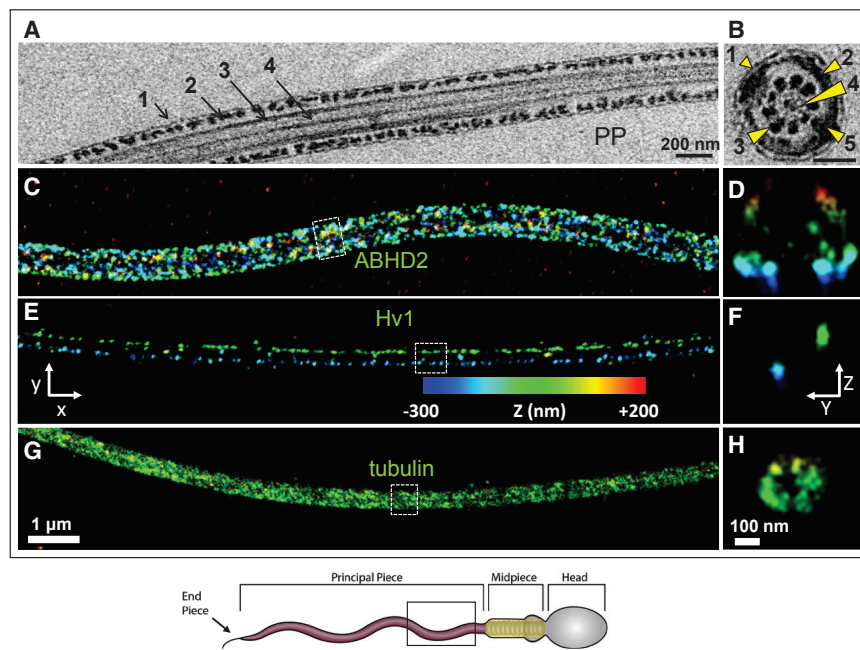 A
1
2
3
4
PP
200 nm
B
1
2
4
3
5
C
ABHD2
D
E
Hv1
y
x
-300 Z (nm) +200
F
Z
Y
G
tubulin
1 µm
H
100 nm
Principal Piece Midpiece Head
End
Piece